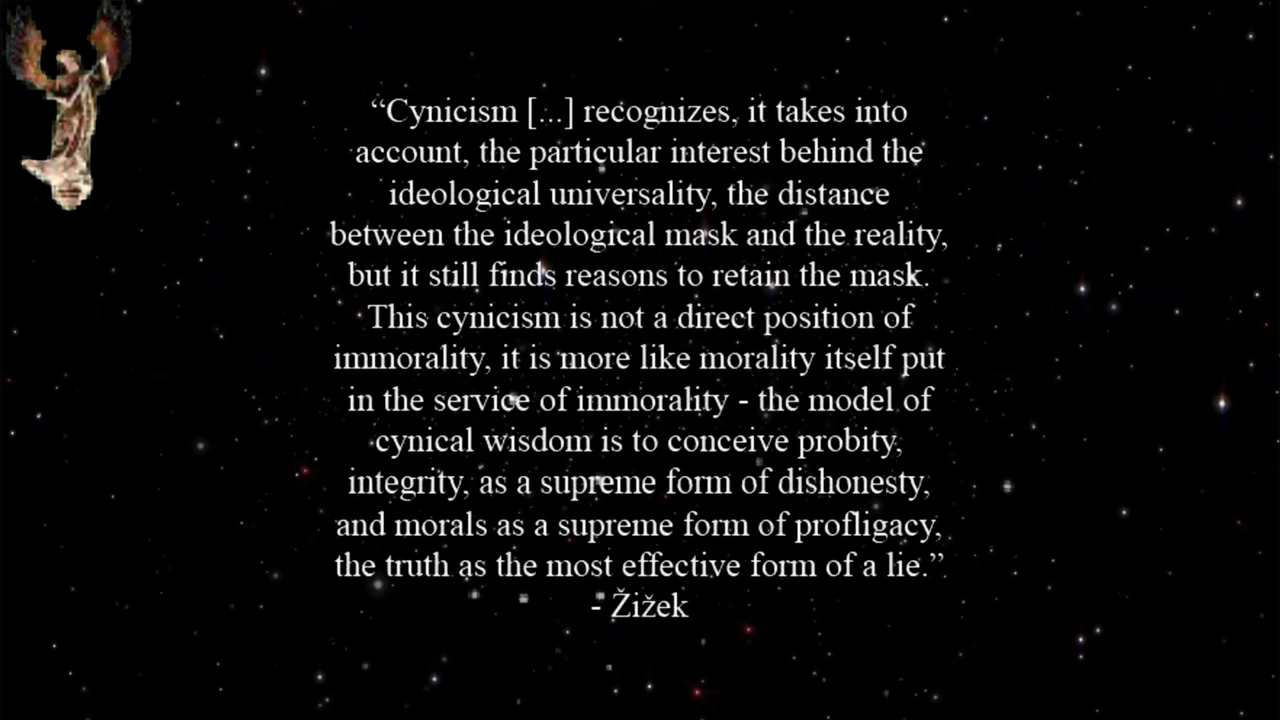 “Cynicism [...] recognizes, it takes into
account, the particular interest behind the
ideological universality, the distance
between the ideological mask and the reality,
but it still finds reasons to retain the mask.
This cynicism is not a direct position of
immorality, it is more like morality itself put
in the service of immorality - the model of
cynical wisdom is to conceive probity,
integrity, as a supreme form of dishonesty,
and morals as a supreme form of profligacy,
the truth as the most effective form of a lie.”
- Žižek